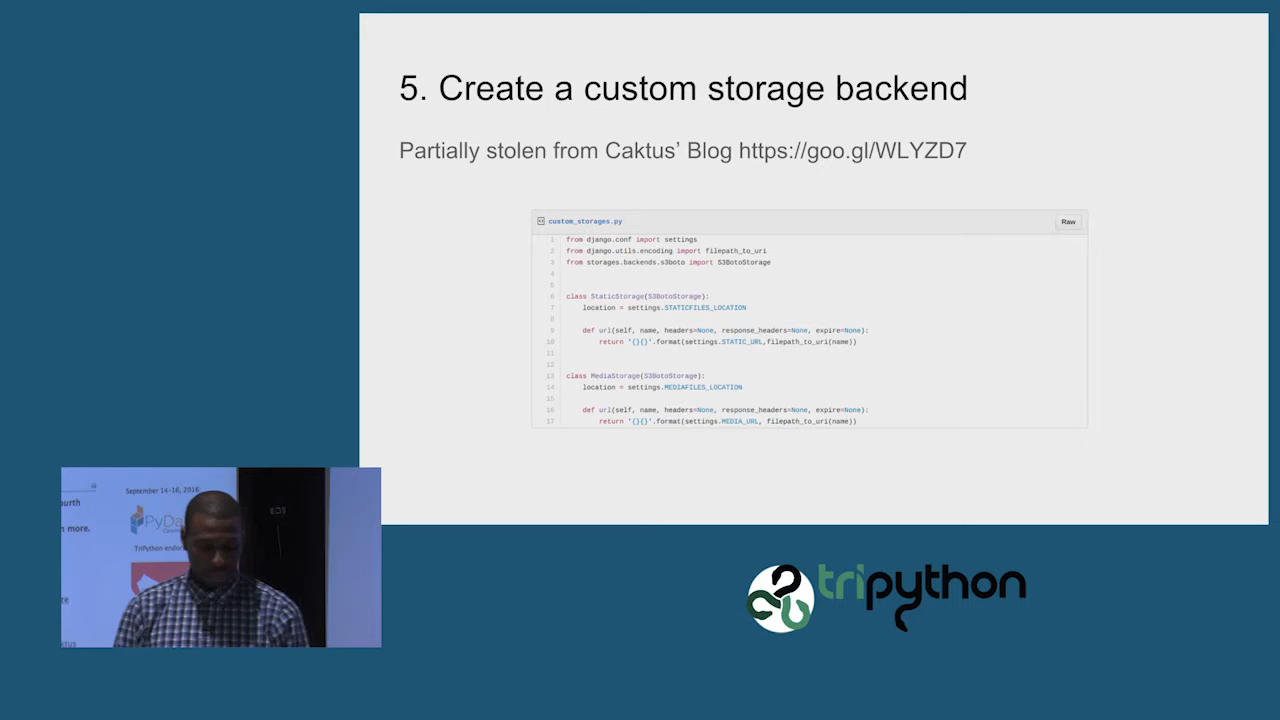 5. Create a custom storage backend
Partially stolen from Caktus’ Blog https://goo.gl/WLYZD7
custom_storages.py
Raw
1 from django.conf import settings
2 from django.utils.encoding import filepath_to_uri
3 from storages.backends.s3boto import S3BotoStorage
4
5
6 class StaticStorage(S3BotoStorage):
7 location = settings.STATICFILES_LOCATION
8
9 def url(self, name, headers=None, response_headers=None, expire=None):
10 return '{}{}'.format(settings.STATIC_URL,filepath_to_uri(name))
11
12
13 class MediaStorage(S3BotoStorage):
14 location = settings.MEDIAFILES_LOCATION
15
16 def url(self, name, headers=None, response_headers=None, expire=None):
17 return '{}{}'.format(settings.MEDIA_URL, filepath_to_uri(name))
September 14-16, 2016:
more.
PyDa
TriPython endor
tripython